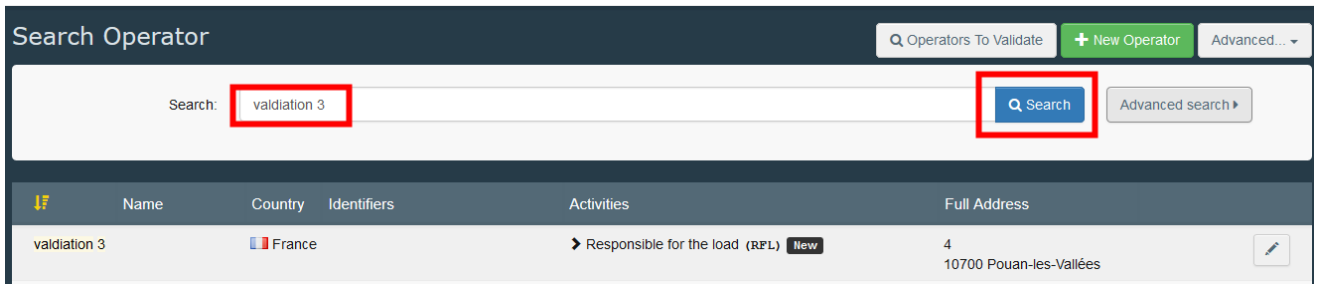 Search Operator
Operators To Validate
New Operator
Advanced...
Search: valdiation 3
Search
Advanced search
Name Country Identifiers Activities Full Address
valdiation 3 France Responsible for the load (RFL) New 4
10700 Pouan-les-Vallées